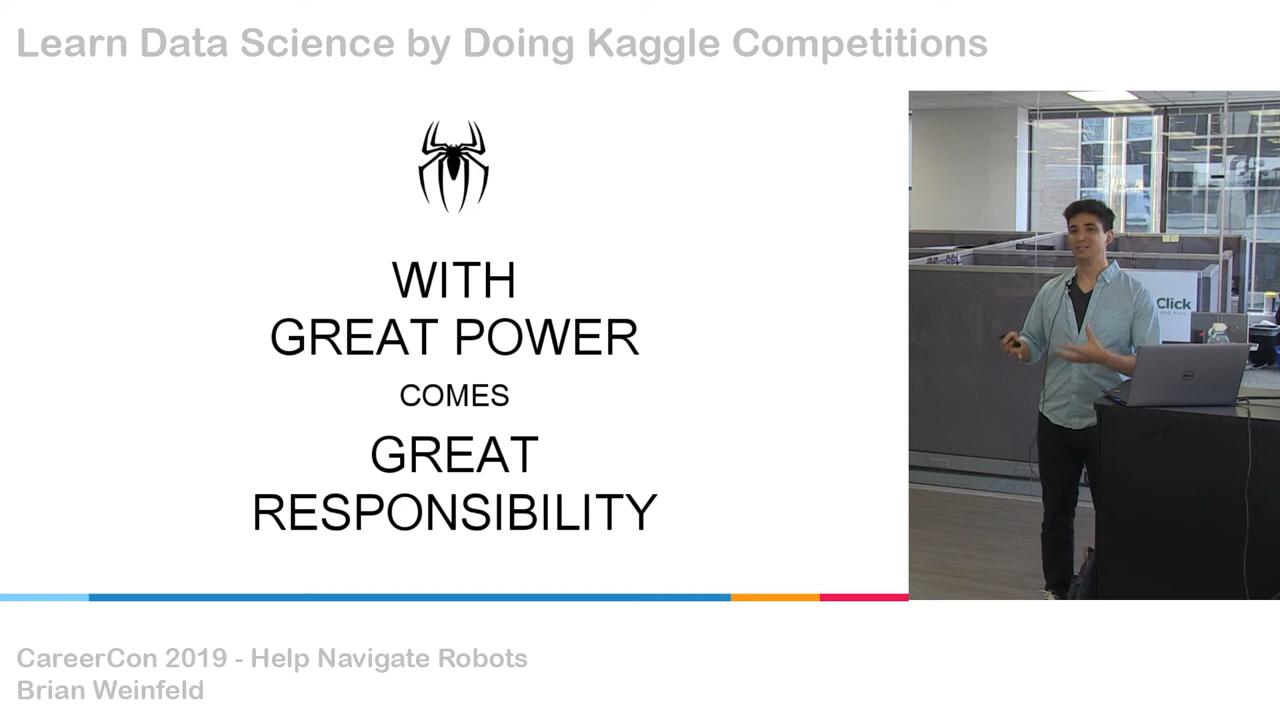 Learn Data Science by Doing Kaggle Competitions
WITH
GREAT POWER
COMES
GREAT
RESPONSIBILITY
Click
CareerCon 2019 - Help Navigate Robots
Brian Weinfeld